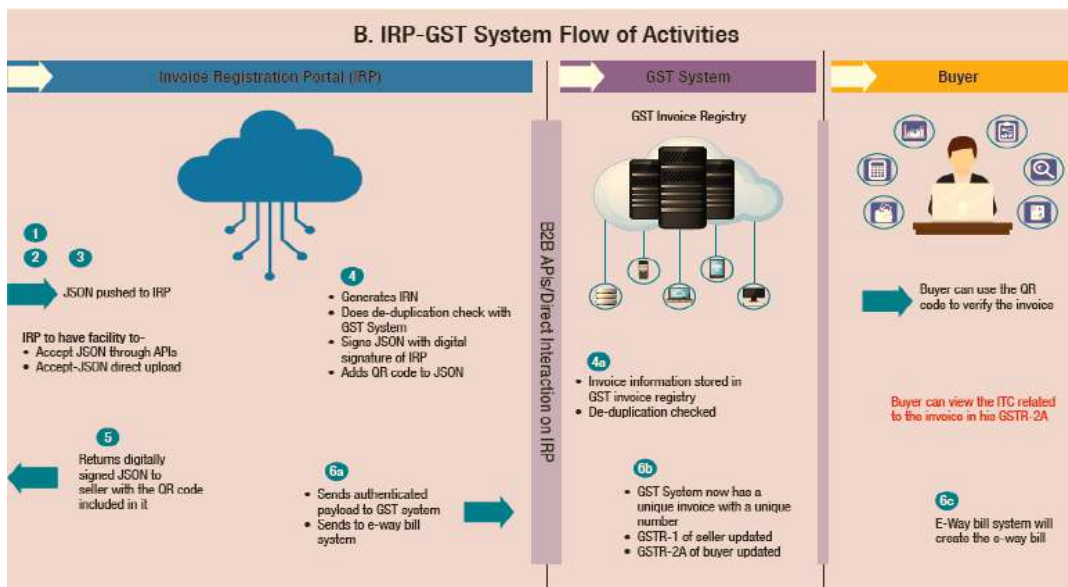 B. IRP-GST System Flow of Activities
Invoice Registration Portal (IRP)
GST System
Buyer
GST Invoice Registry
1
2
3
JSON pushed to IRP
IRP to have facility to-
• Accept JSON through APIs
• Accept-JSON direct upload
4
• Generates IRN
• Does de-duplication check with
GST System
• Signs JSON with digital
signature of IRP
• Adds QR code to JSON
5
Returns digitally
signed JSON to
seller with the QR code
included in it
6a
• Sends authenticated
payload to GST system
• Sends to e-way bill
system
B2B APIs/Direct Interaction on IRP
4a
• Invoice information stored in
GST invoice registry
• De-duplication checked
6b
• GST System now has a
unique invoice with a unique
number
• GSTR-1 of seller updated
• GSTR-2A of buyer updated
Buyer can use the QR
code to verify the invoice
Buyer can view the ITC related
to the invoice in his GSTR-2A
6c
E-Way bill system will
create the e-way bill